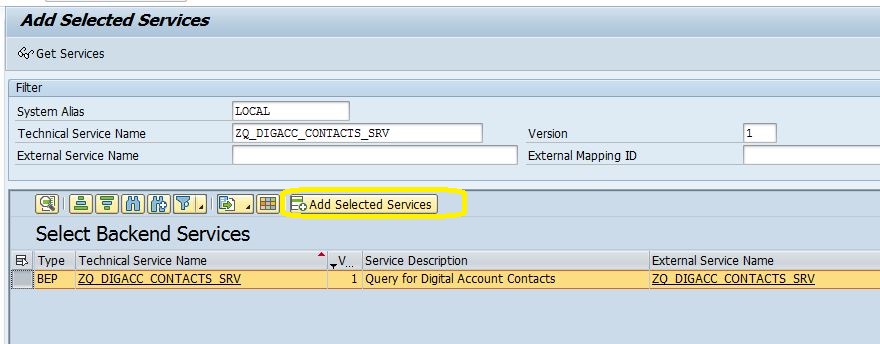 Add Selected Services
Get Services
Filter
System Alias LOCAL
Technical Service Name ZQ_DIGACC_CONTACTS_SRV Version 1
External Service Name External Mapping ID
Add Selected Services
Select Backend Services
Type Technical Service Name V... Service Description External Service Name
BEP ZQ_DIGACC_CONTACTS_SRV 1 Query for Digital Account Contacts ZQ_DIGACC_CONTACTS_SRV